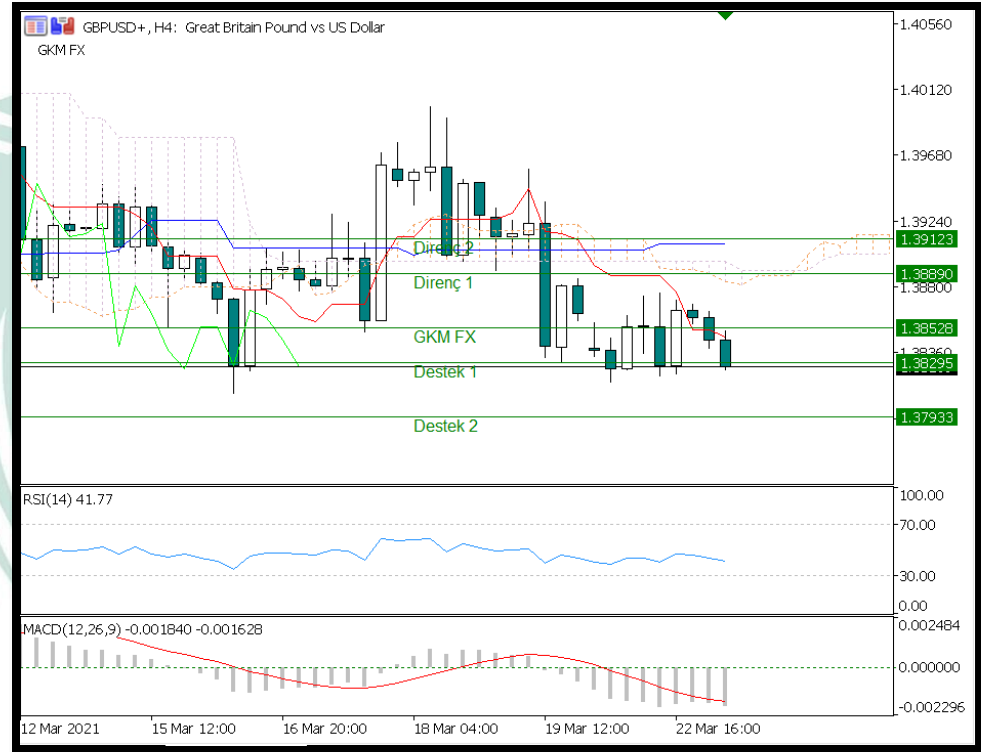 GBPUSD+, H4: Great Britain Pound vs US Dollar
GKM FX
1.40560
1.40120
1.39680
1.39240
1.39123
Direnç 2
1.38890
Direnç 1
1.38800
1.38528
GKM FX
1.38360
1.38295
Destek 1
1.37933
Destek 2
RSI(14) 41.77
100.00
70.00
30.00
0.00
MACD(12,26,9) -0.001840 -0.001628
0.002484
0.000000
-0.002296
12 Mar 2021 15 Mar 12:00 16 Mar 20:00 18 Mar 04:00 19 Mar 12:00 22 Mar 16:00